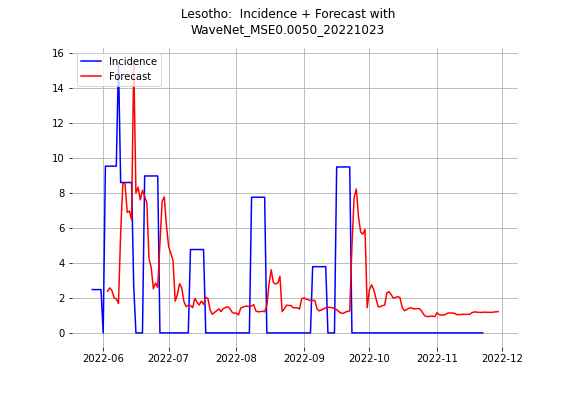 Lesotho:  Incidence + Forecast with
WaveNet_MSE0.0050_20221023
Incidence
Forecast
16
14
12
10
8
6
4
2
0
2022-06 2022-07 2022-08 2022-09 2022-10 2022-11 2022-12